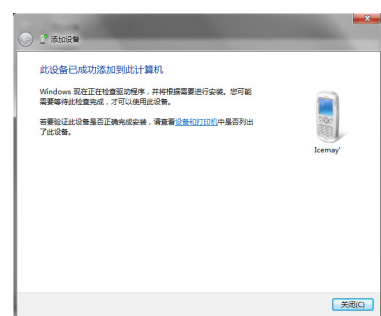 添加设备
此设备已成功添加到此计算机
Windows 现在正在检查驱动程序，并将根据需要进行安装。您可能
需要等待此检查完成，才可以使用此设备。
若要验证此设备是否正确完成安装，请查看设备和打印机中是否列出
了此设备。
Icemay'
关闭(C)